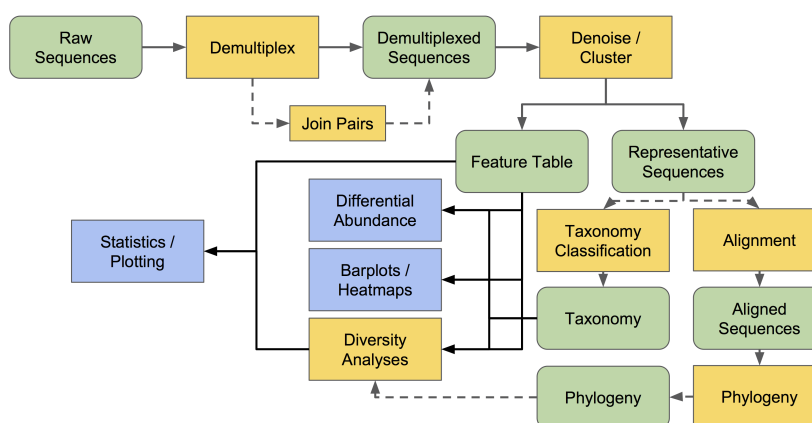 Raw
Sequences
Demultiplex
Demultiplexed
Sequences
Denoise /
Cluster
Join Pairs
Feature Table
Representative
Sequences
Differential
Abundance
Taxonomy
Classification
Alignment
Statistics /
Plotting
Barplots /
Heatmaps
Taxonomy
Aligned
Sequences
Diversity
Analyses
Phylogeny
Phylogeny